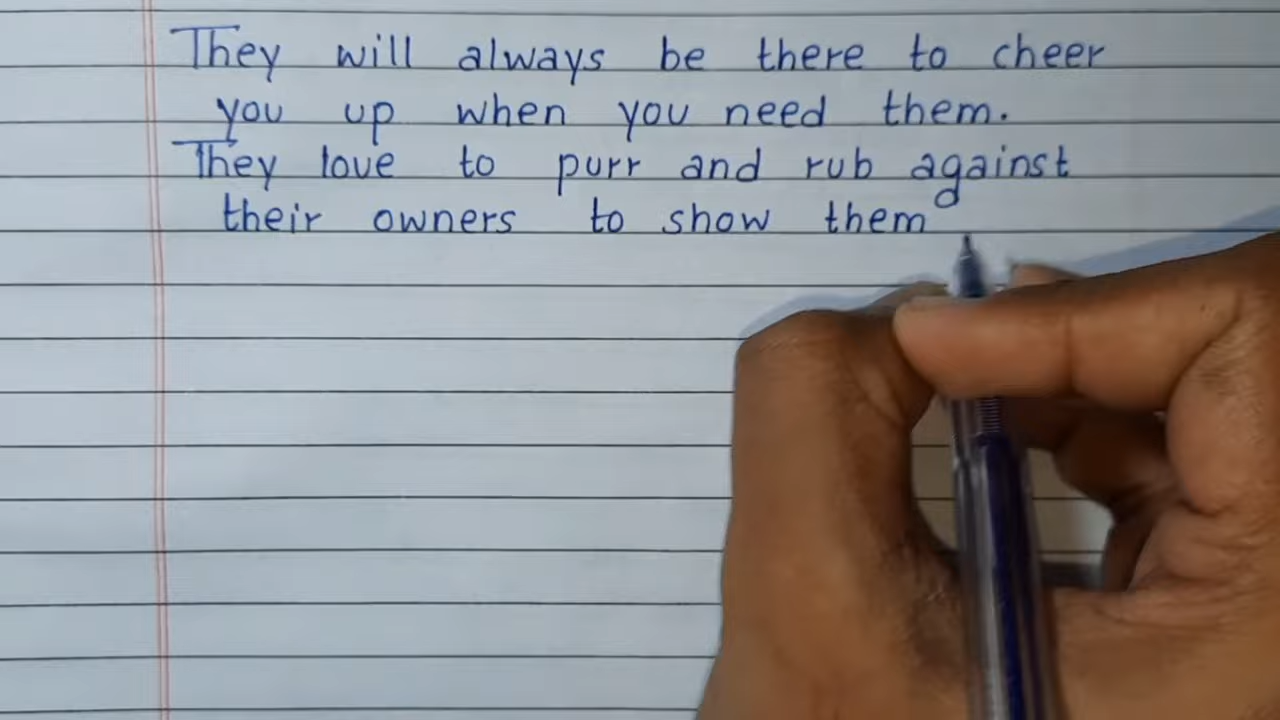 They will always be there to cheer
you up when you need them.
They love to purr and rub against
their owners to show them